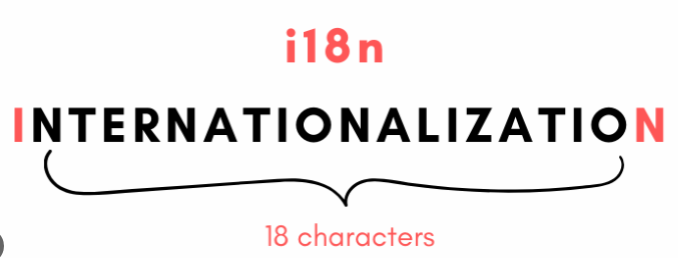 i18n
INTERNATIONALIZATION
18 characters